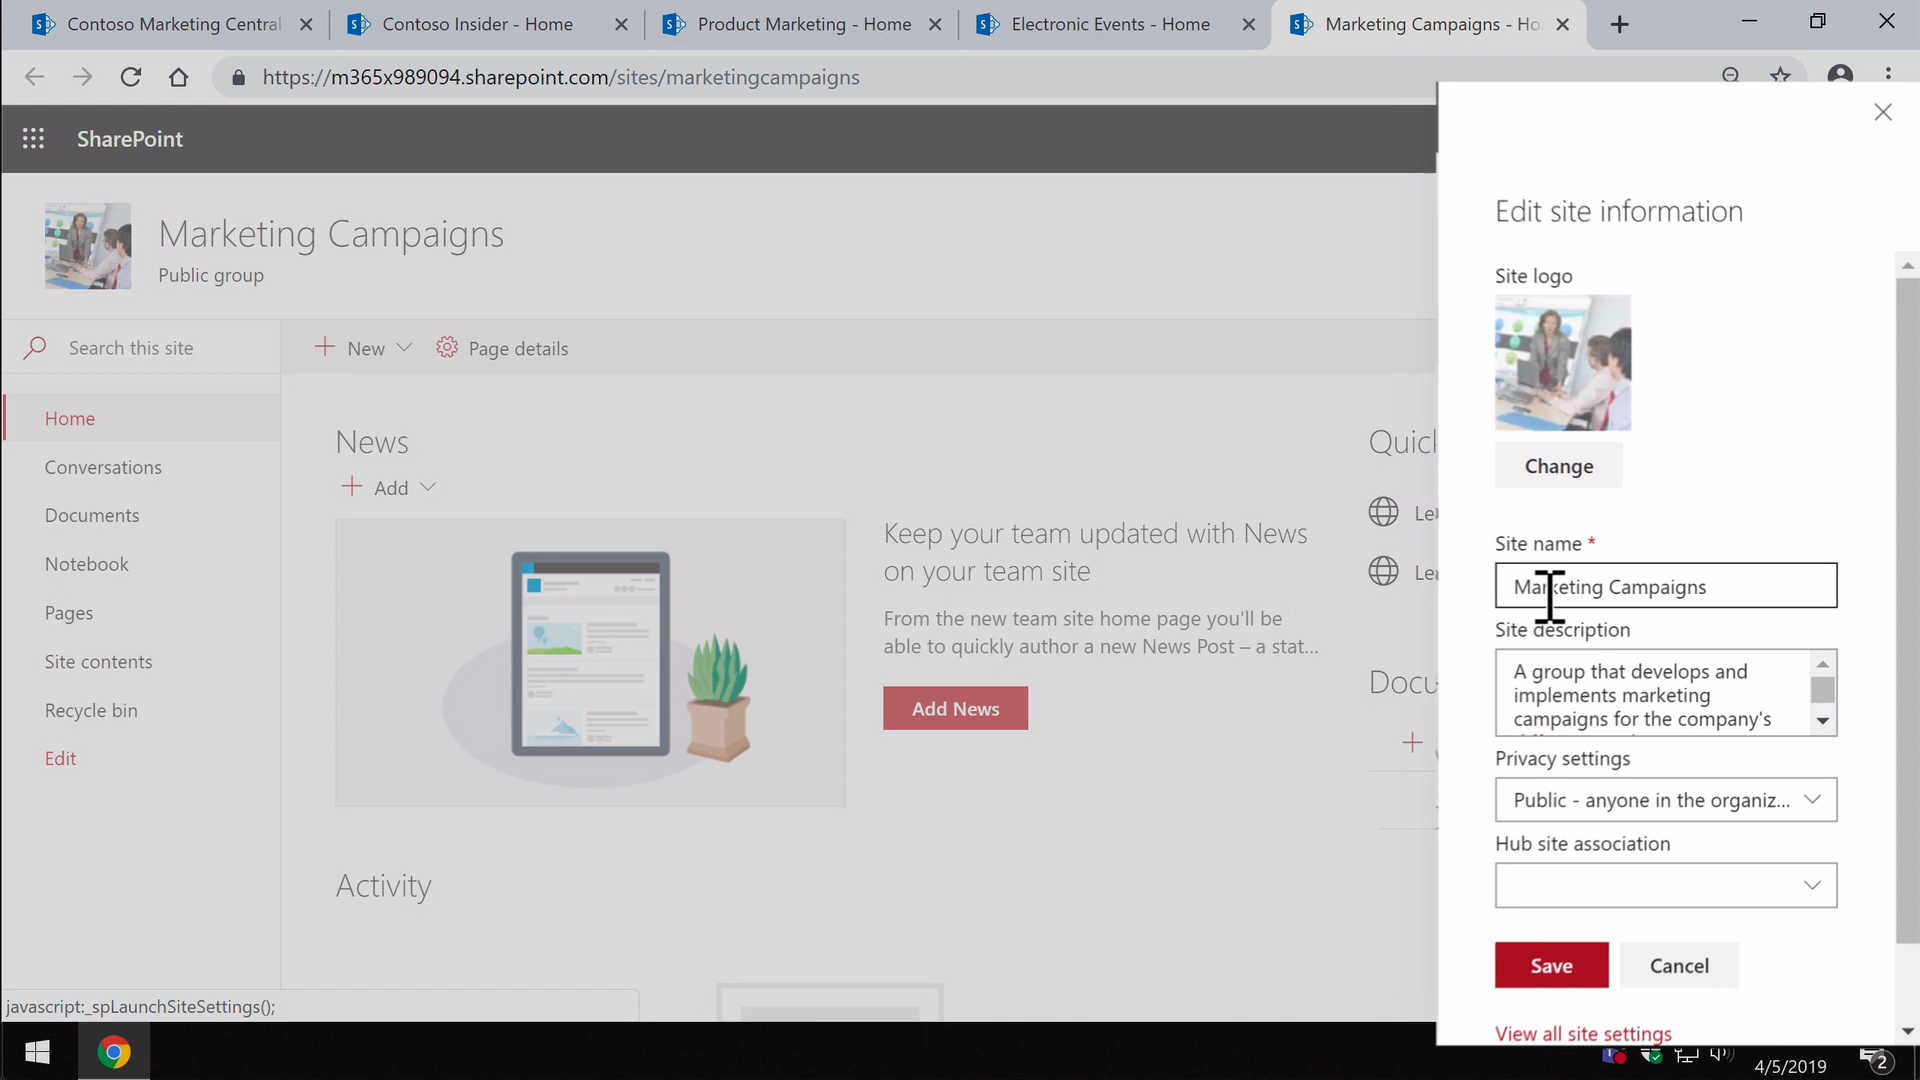 Contoso Marketing Central
Contoso Insider - Home
Product Marketing - Home
Electronic Events - Home
Marketing Campaigns - Ho
https://m365x989094.sharepoint.com/sites/marketingcampaigns
SharePoint
Marketing Campaigns
Public group
Search this site
New
Page details
Home
Conversations
Documents
Notebook
Pages
Site contents
Recycle bin
Edit
News
Add
Keep your team updated with News
on your team site
From the new team site home page you'll be
able to quickly author a new News Post – a stat...
Add News
Activity
Quic
Le
Le
Docu
Edit site information
Site logo
Change
Site name *
Marketing Campaigns
Site description
A group that develops and
implements marketing
campaigns for the company's
Privacy settings
Public - anyone in the organiz...
Hub site association
Save
Cancel
View all site settings
javascript:_spLaunchSiteSettings();
4/5/2019
2